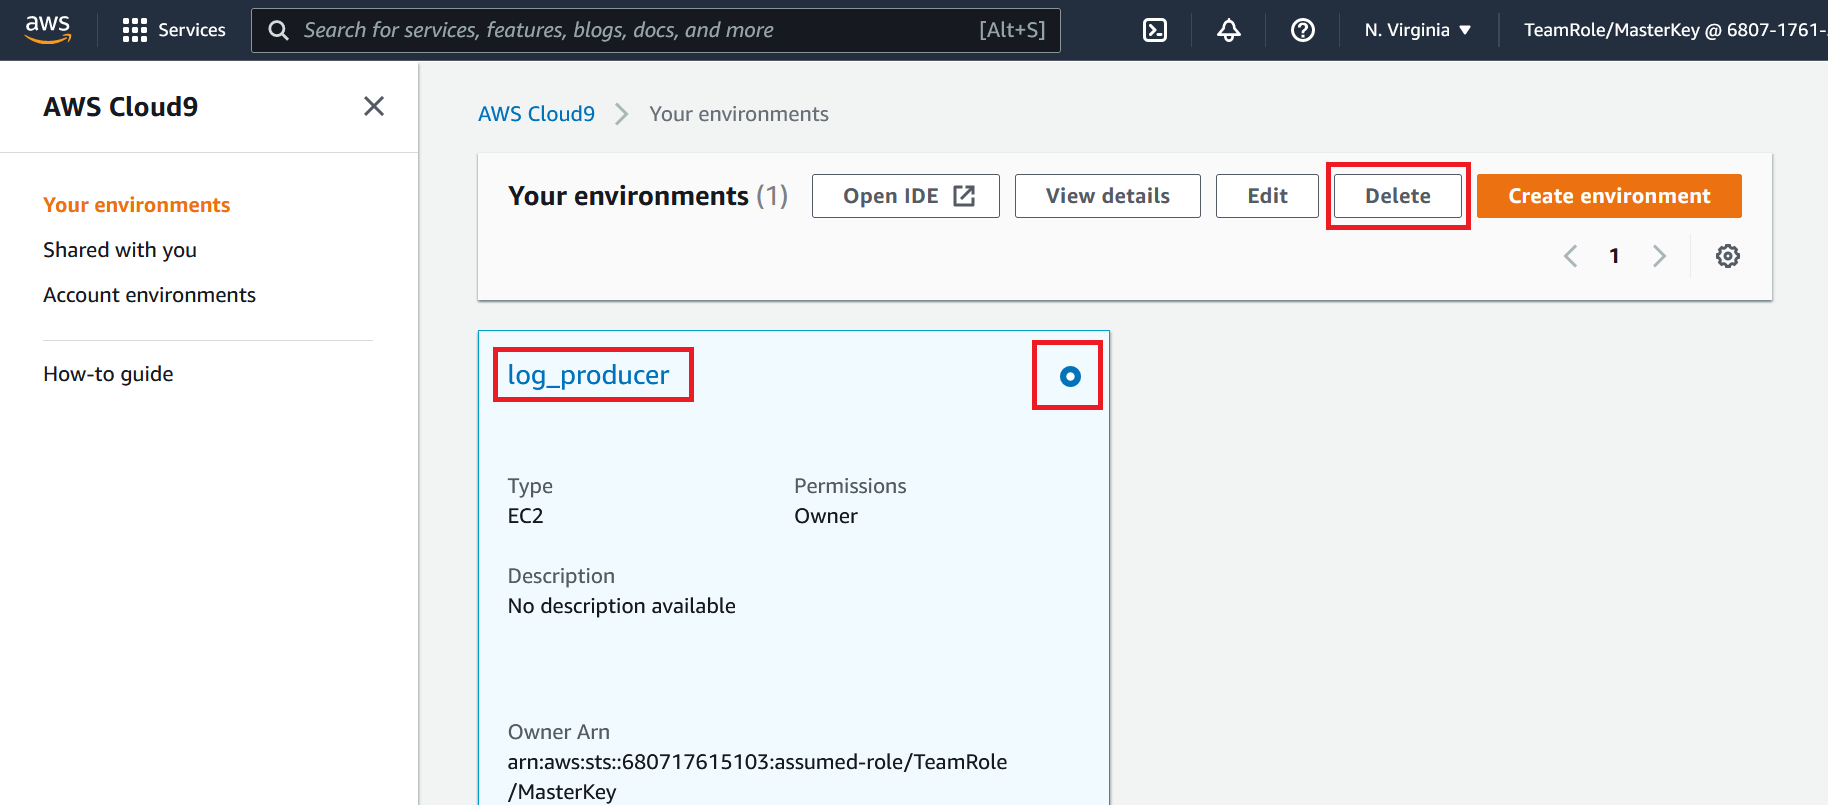 aws
Services
Search for services, features, blogs, docs, and more
[Alt+S]
N. Virginia
TeamRole/MasterKey @ 6807-1761-
AWS Cloud9
Your environments
Shared with you
Account environments
How-to guide
AWS Cloud9 > Your environments
Your environments (1)
Open IDE
View details
Edit
Delete
Create environment
1
log_producer
Type
EC2
Permissions
Owner
Description
No description available
Owner Arn
arn:aws:sts::680717615103:assumed-role/TeamRole
/MasterKey